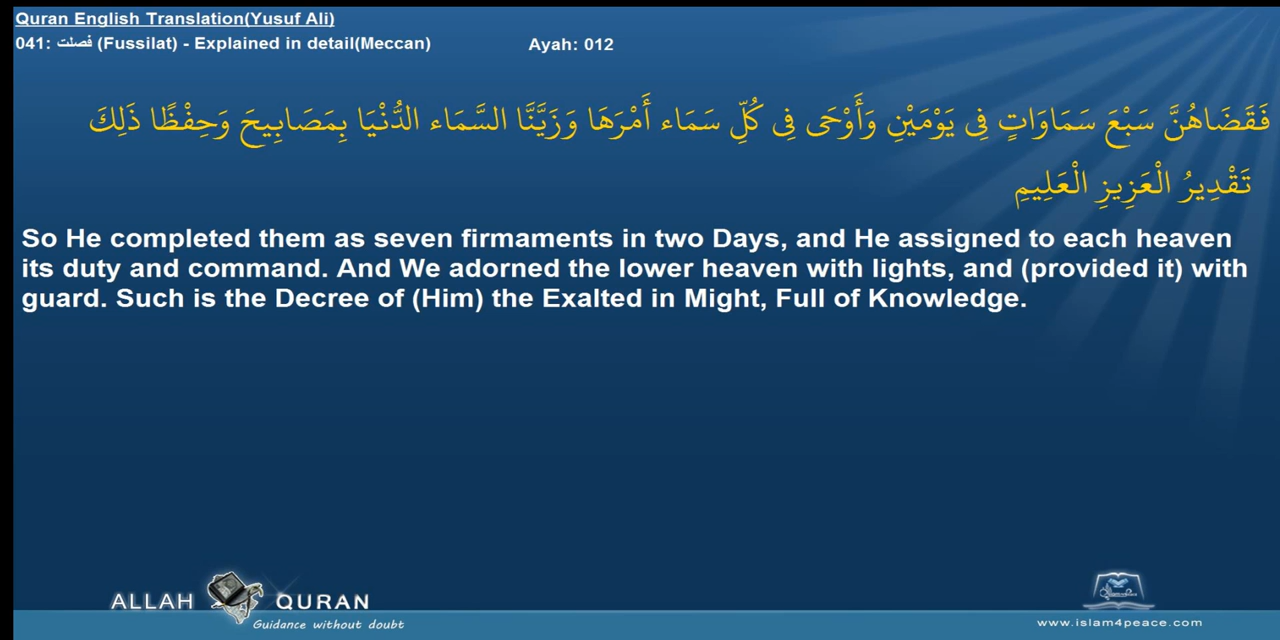 Quran English Translation(Yusuf Ali)
041: فصلت (Fussilat) - Explained in detail(Meccan) Ayah: 012
فَقَضَاهُنَّ سَبْعَ سَمَاوَاتٍ فِي يَوْمَيْنِ وَأَوْحَى فِي كُلِّ سَمَاء أَمْرَهَا وَزَيَّنَّا السَّمَاء الدُّنْيَا بِمَصَابِيحَ وَحِفْظًا ذَلِكَ
تَقْدِيرُ الْعَزِيزِ الْعَلِيمِ
So He completed them as seven firmaments in two Days, and He assigned to each heaven
its duty and command. And We adorned the lower heaven with lights, and (provided it) with
guard. Such is the Decree of (Him) the Exalted in Might, Full of Knowledge.
ALLAH QURAN
Guidance without doubt
www.islam4peace.com